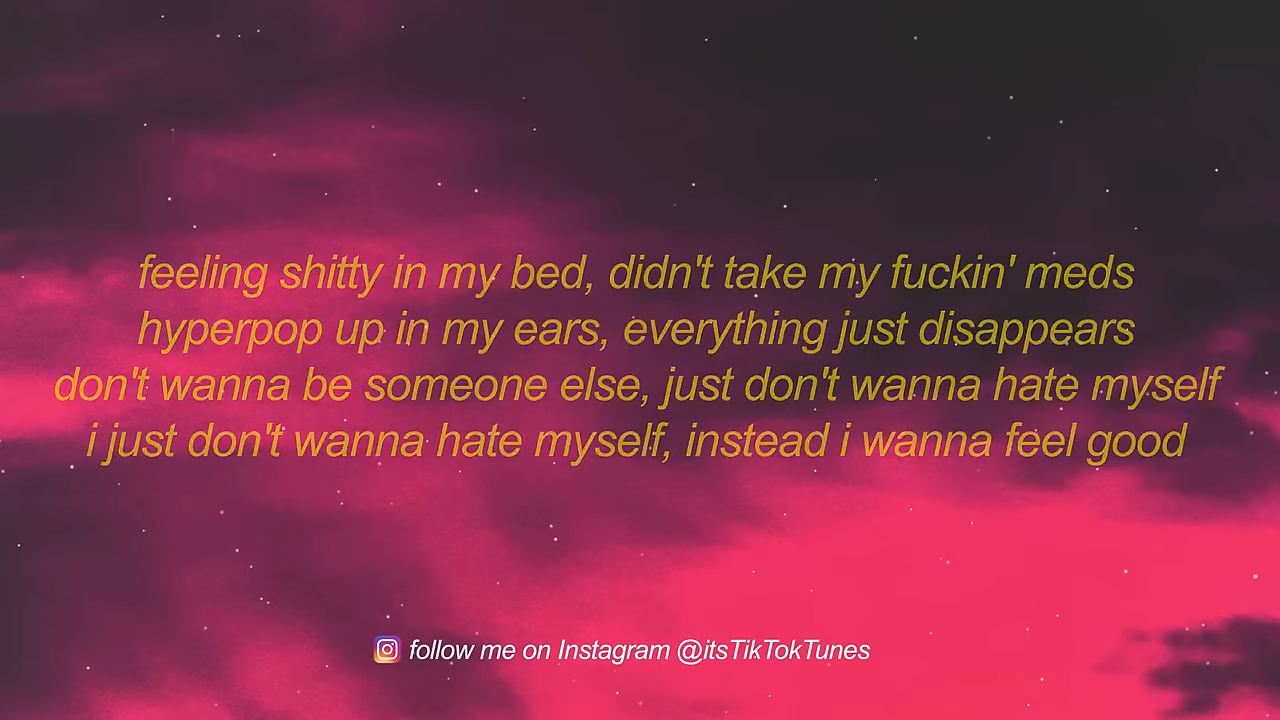 feeling shitty in my bed, didn't take my fuckin' meds
hyperpop up in my ears, everything just disappears
don't wanna be someone else, just don't wanna hate myself
i just don't wanna hate myself, instead i wanna feel good
follow me on Instagram @itsTikTokTunes